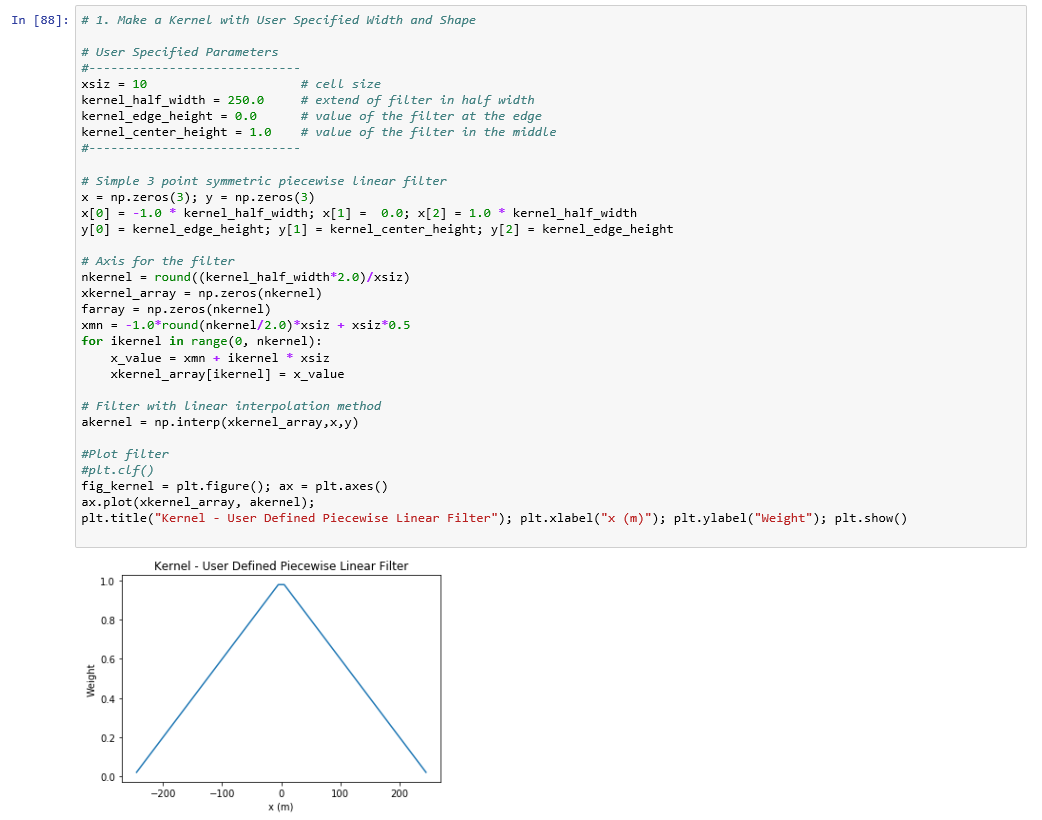 In [88]:
# 1. Make a Kernel with User Specified Width and Shape
# User Specified Parameters
#-----------------------------
xsiz = 10                     # cell size
kernel_half_width = 250.0     # extend of filter in half width
kernel_edge_height = 0.0      # value of the filter at the edge
kernel_center_height = 1.0    # value of the filter in the middle
#-----------------------------
# Simple 3 point symmetric piecewise linear filter
x = np.zeros(3); y = np.zeros(3)
x[0] = -1.0 * kernel_half_width; x[1] =  0.0; x[2] = 1.0 * kernel_half_width
y[0] = kernel_edge_height; y[1] = kernel_center_height; y[2] = kernel_edge_height
# Axis for the filter
nkernel = round((kernel_half_width*2.0)/xsiz)
xkernel_array = np.zeros(nkernel)
farray = np.zeros(nkernel)
xmn = -1.0*round(nkernel/2.0)*xsiz + xsiz*0.5
for ikernel in range(0, nkernel):
    x_value = xmn + ikernel * xsiz
    xkernel_array[ikernel] = x_value
# Filter with linear interpolation method
akernel = np.interp(xkernel_array,x,y)
#Plot filter
#plt.clf()
fig_kernel = plt.figure(); ax = plt.axes()
ax.plot(xkernel_array, akernel);
plt.title("Kernel - User Defined Piecewise Linear Filter"); plt.xlabel("x (m)"); plt.ylabel("Weight"); plt.show()
Kernel - User Defined Piecewise Linear Filter
1.0
0.8
0.6
0.4
0.2
0.0
Weight
−200 −100 0 100 200
x (m)